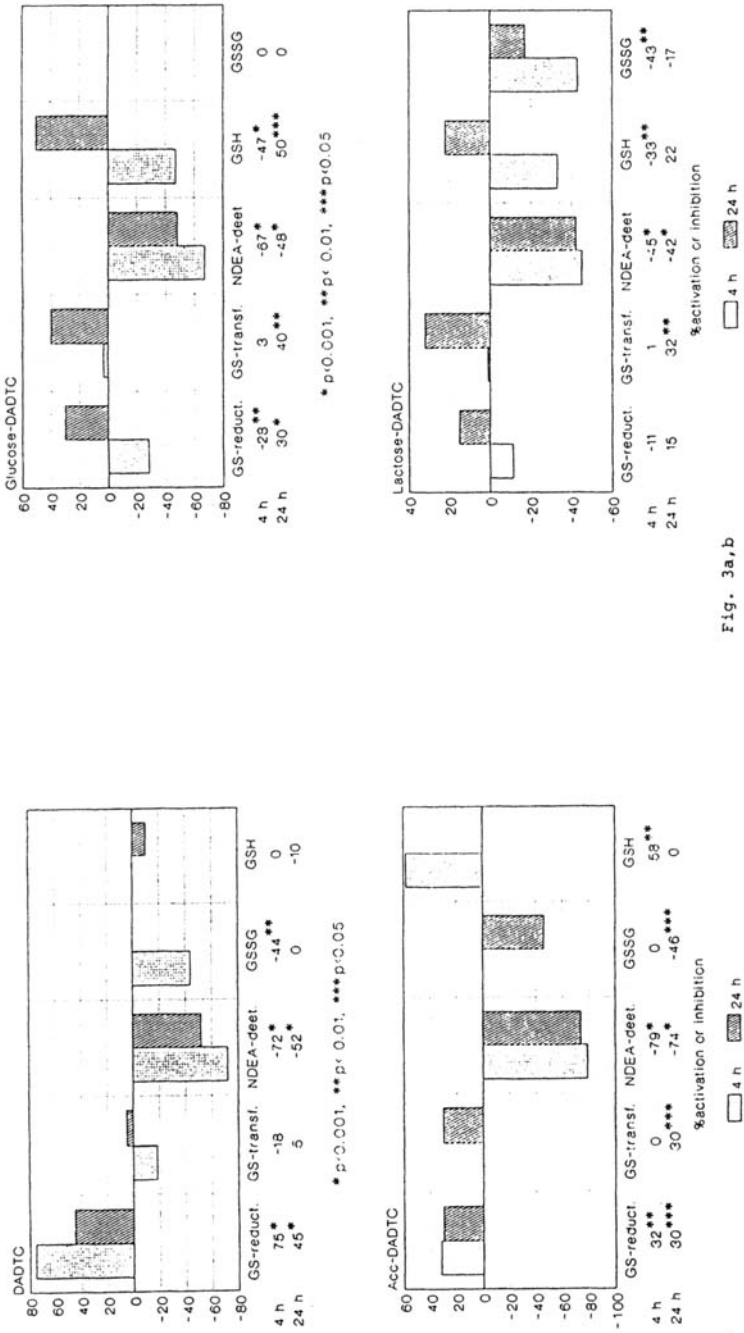 DADTC
80
60
40
20
0
-20
-40
-60
-80
GS-reduct. GS-transf. NDEA-deet. GSSG GSH
4 h 75* -18 -72* -44** 0
24 h 45* 5 -52* 0 -10
* p<0.001, **p< 0.01, ***p<0.05
Acc-DADTC
60
40
20
0
-20
-40
-60
-80
-100
GS-reduct. GS-transf. NDEA-deet. GSSG GSH
4 h 32** 0 -79* 0 58**
24 h 30*** 30*** -74* -46*** 0
%activation or inhibition
4 h 24 h
Glucose-DADTC
60
40
20
0
-20
-40
-60
-80
GS-reduct. GS-transf. NDEA-deet GSH GSSG
4 h -28** 3 -67* -47* 0
24 h 30* 40** -48* 50*** 0
* p<0.001, **p< 0.01, ***p<0.05
Lactose-DADTC
40
20
0
-20
-40
-60
GS-reduct. GS-transf. NDEA-deet GSH GSSG
4 h -11 1 -45* -33** -43**
24 h 15 32** -42* 22 -17
%activation or inhibition
4 h 24 h
Fig. 3a,b